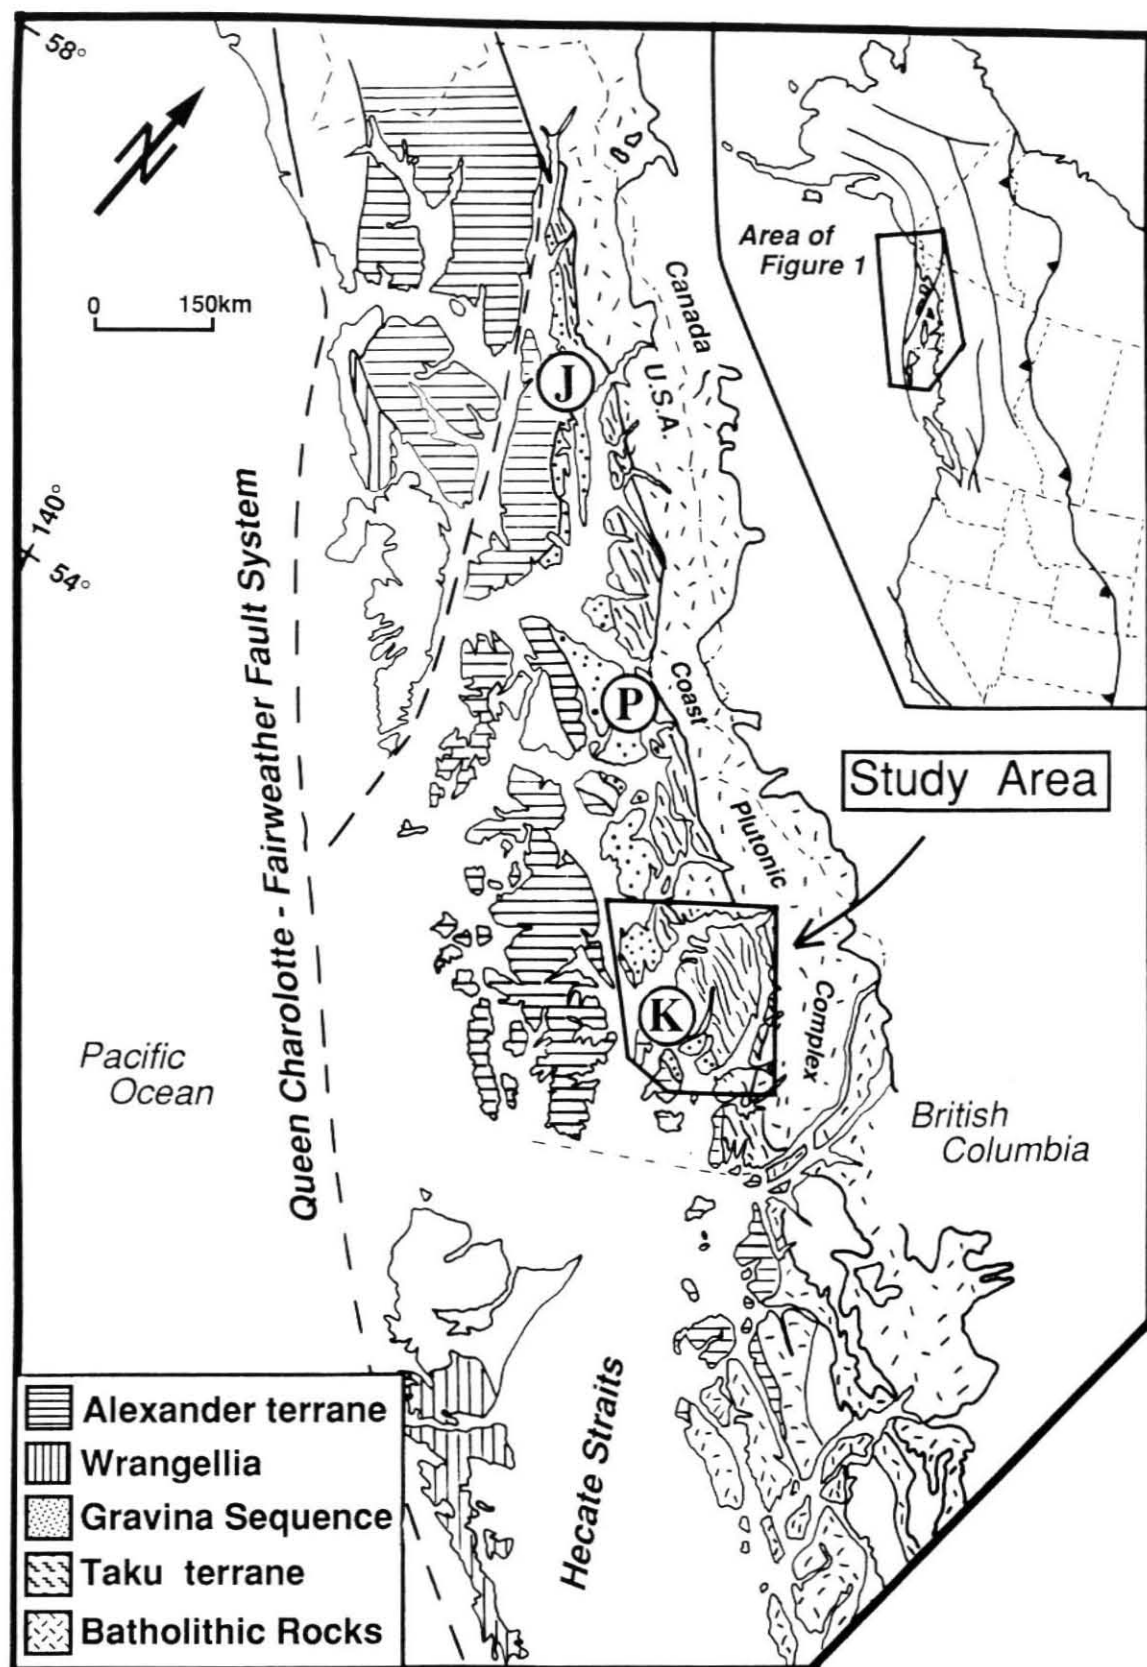 58°
0 150km
Area of
Figure 1
Canada
U.S.A.
J
140°
54°
Queen Charolotte - Fairweather Fault System
P
Coast
Plutonic
Complex
Study Area
K
Pacific
Ocean
British
Columbia
Hecate Straits
Alexander terrane
Wrangellia
Gravina Sequence
Taku terrane
Batholithic Rocks